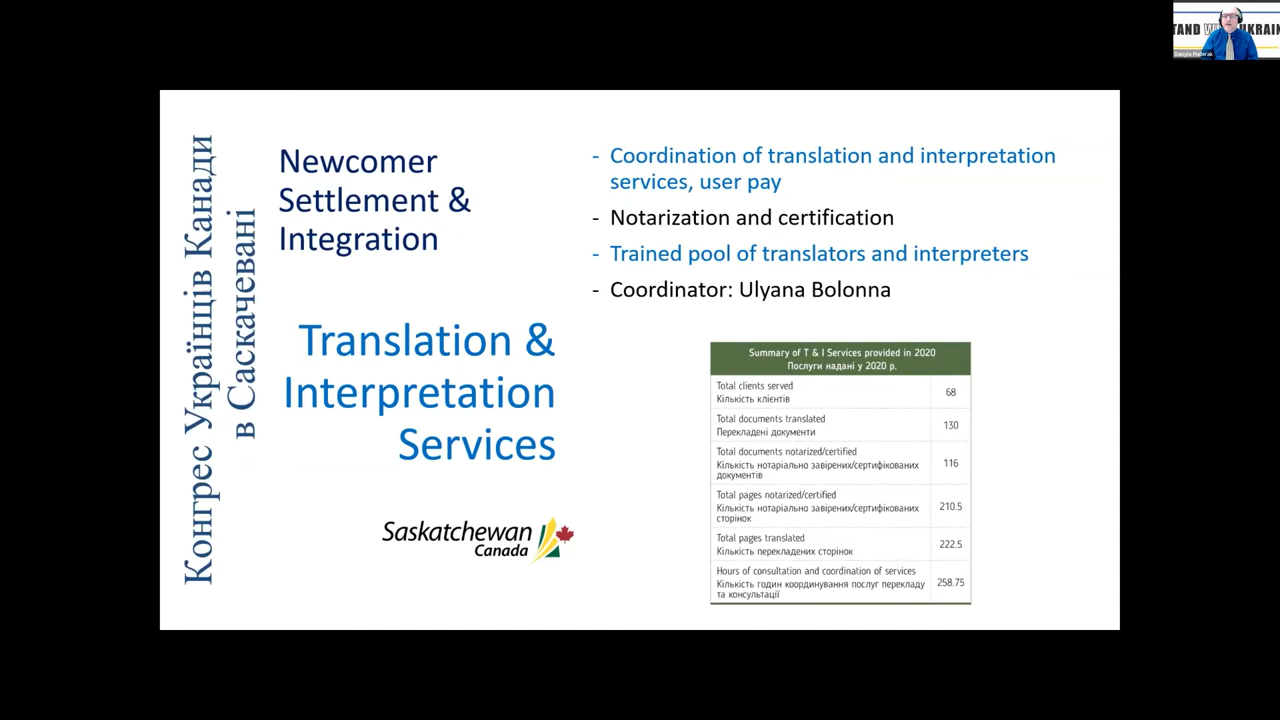 TAND W UKRAIN
Danylo Puderak
Конгрес Українців Канади
в Саскачевані
Newcomer
Settlement &
Integration
Translation &
Interpretation
Services
Saskatchewan
Canada
- Coordination of translation and interpretation
services, user pay
- Notarization and certification
- Trained pool of translators and interpreters
- Coordinator: Ulyana Bolonna
Summary of T & I Services provided in 2020
Послуги надані у 2020 р.
Total clients served
Кількість клієнтів
68
Total documents translated
Перекладені документи
130
Total documents notarized/certified
Кількість нотаріально завірених/сертифікованих
документів
116
Total pages notarized/certified
Кількість нотаріально завірених/сертифікованих
сторінок
210.5
Total pages translated
Кількість перекладених сторінок
222.5
Hours of consultation and coordination of services
Кількість годин координування послуг перекладу
та консультації
258.75